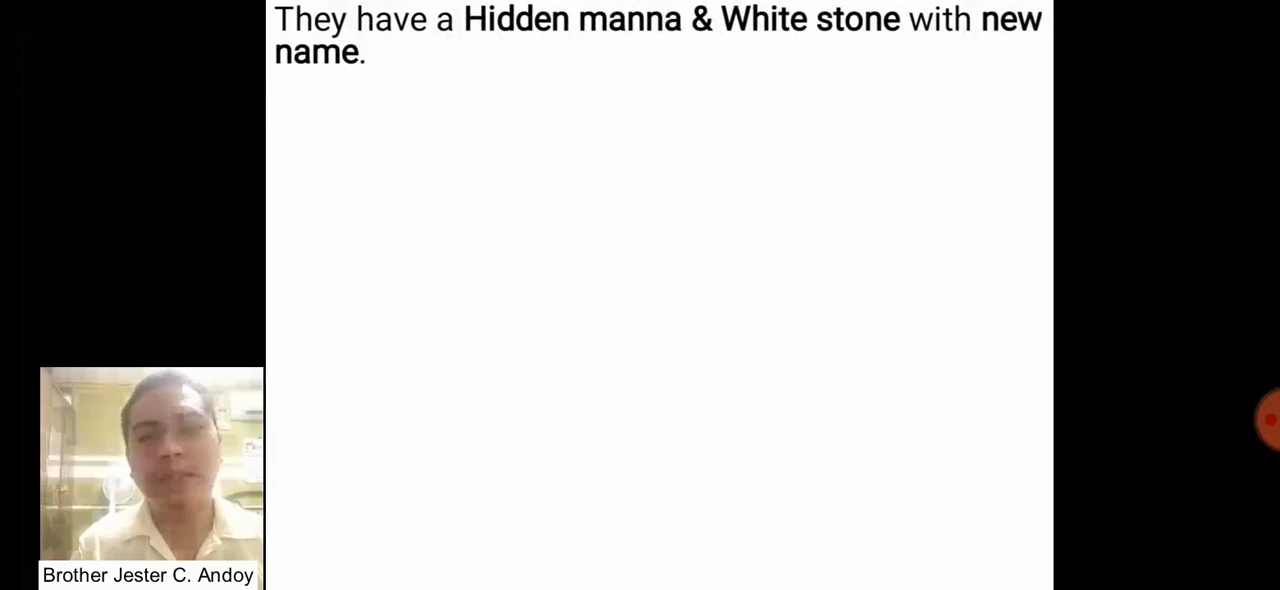 They have a Hidden manna & White stone with new
name.
Brother Jester C. Andoy